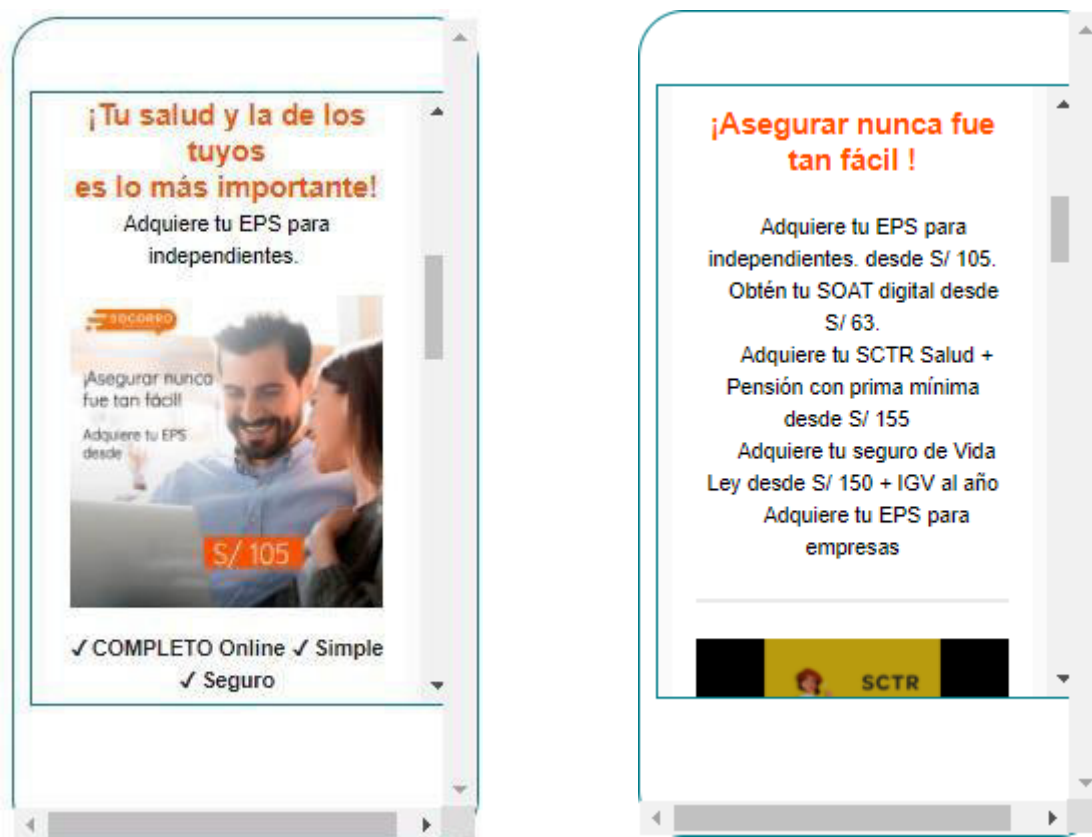 ¡Tu salud y la de los
tuyos
es lo más importante!
Adquiere tu EPS para
independientes.
SOCORRO
¡Asegurar nunca
fue tan fácil!
Adquiere tu EPS
desde
S/ 105
✓ COMPLETO Online ✓ Simple
✓ Seguro
¡Asegurar nunca fue
tan fácil !
Adquiere tu EPS para
independientes. desde S/ 105.
Obtén tu SOAT digital desde
S/ 63.
Adquiere tu SCTR Salud +
Pensión con prima mínima
desde S/ 155
Adquiere tu seguro de Vida
Ley desde S/ 150 + IGV al año
Adquiere tu EPS para
empresas
SCTR